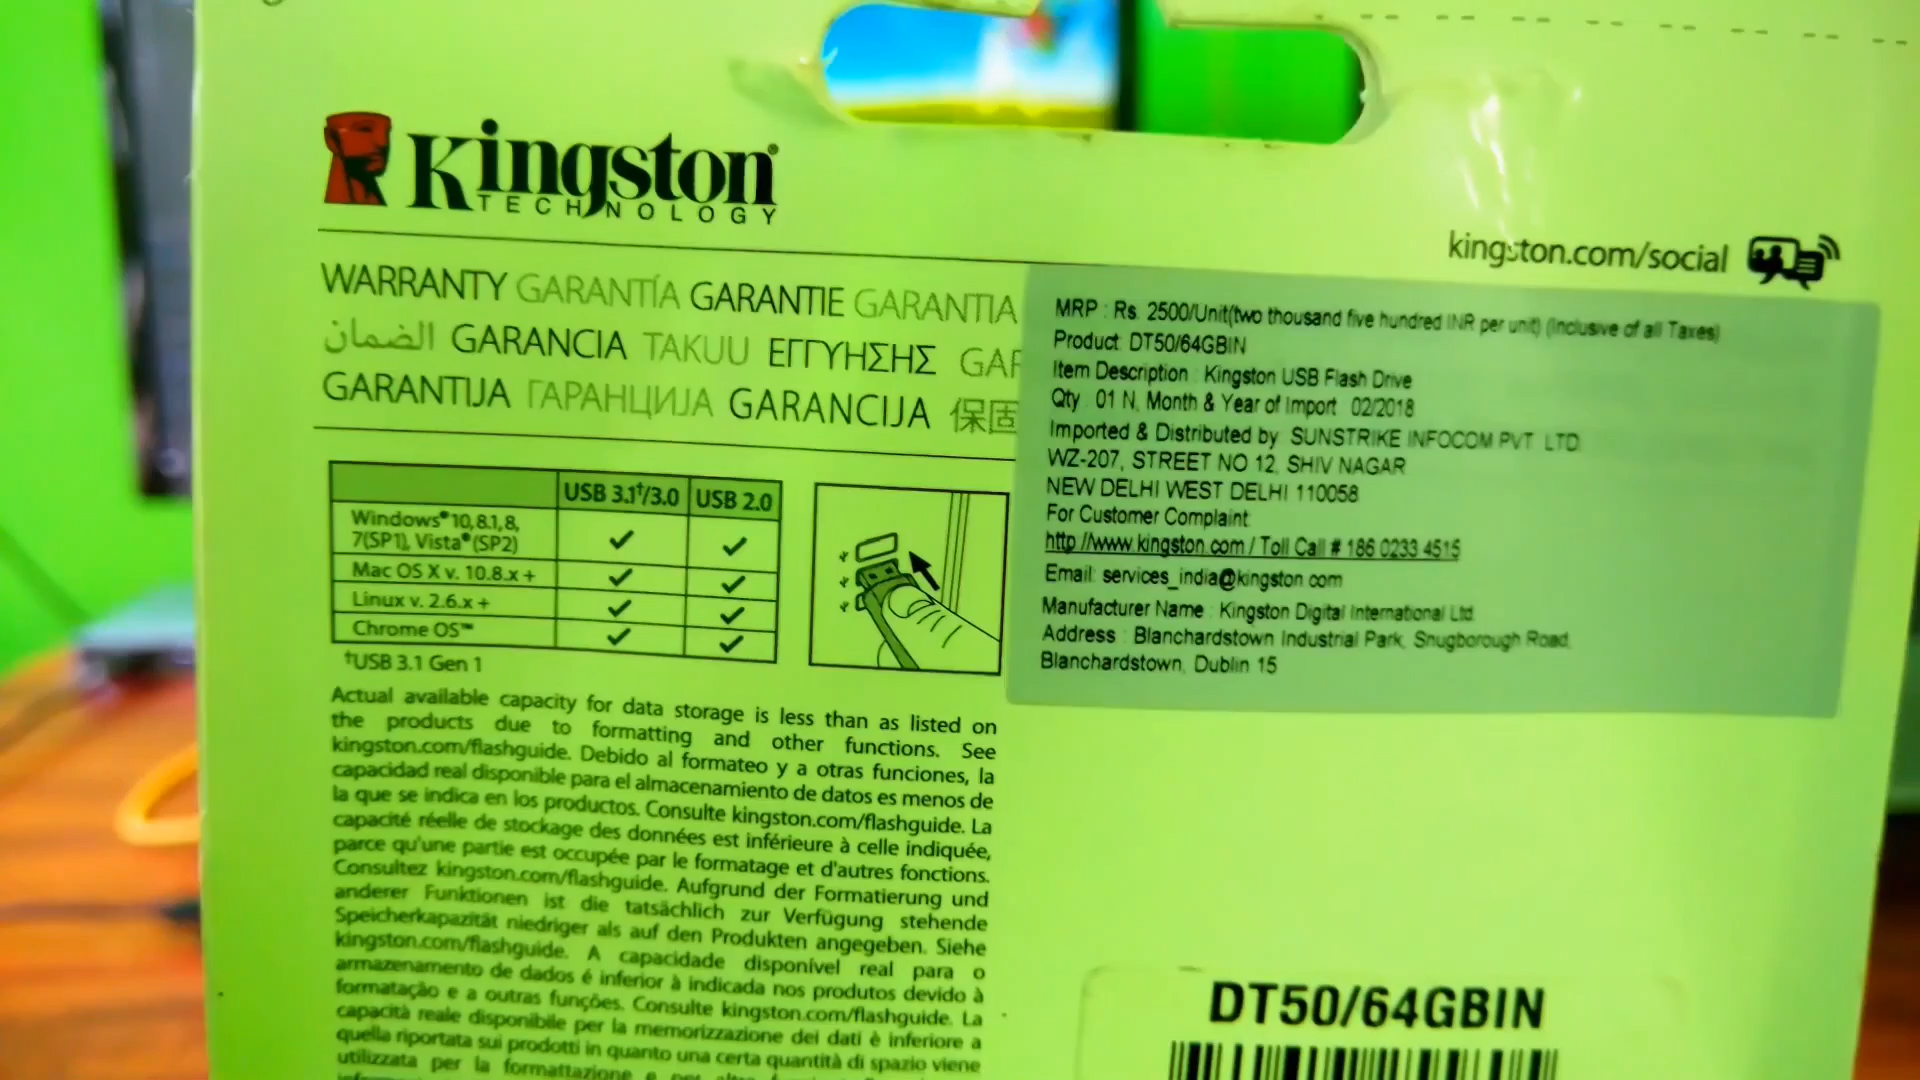 Kingston®
TECHNOLOGY
kingston.com/social
WARRANTY GARANTÍA GARANTIE GARANTIA
الضمان GARANCIA TAKUU ΕΓΓΥΗΣΗΣ GAR
GARANTIJA ГАРАНЦИЈА GARANCIJA 保固
MRP : Rs. 2500/Unit(two thousand five hundred INR per unit) (Inclusive of all Taxes)
Product: DT50/64GBIN
Item Description : Kingston USB Flash Drive
Qty : 01 N, Month & Year of Import : 02/2018
Imported & Distributed by : SUNSTRIKE INFOCOM PVT. LTD.
WZ-207, STREET NO 12, SHIV NAGAR
NEW DELHI WEST DELHI 110058
For Customer Complaint
http://www.kingston.com / Toll Call # 186 0233 4515
Email: services_india@kingston.com
Manufacturer Name : Kingston Digital International Ltd.
Address : Blanchardstown Industrial Park, Snugborough Road,
Blanchardstown, Dublin 15
USB 3.1†/3.0 USB 2.0
Windows® 10, 8.1, 8,
7(SP1), Vista® (SP2) ✓ ✓
Mac OS X v. 10.8.x + ✓ ✓
Linux v. 2.6.x + ✓ ✓
Chrome OS™ ✓ ✓
†USB 3.1 Gen 1
Actual available capacity for data storage is less than as listed on
the products due to formatting and other functions. See
kingston.com/flashguide. Debido al formateo y a otras funciones, la
capacidad real disponible para el almacenamiento de datos es menos de
la que se indica en los productos. Consulte kingston.com/flashguide. La
capacité réelle de stockage des données est inférieure à celle indiquée,
parce qu'une partie est occupée par le formatage et d'autres fonctions.
Consultez kingston.com/flashguide. Aufgrund der Formatierung und
anderer Funktionen ist die tatsächlich zur Verfügung stehende
Speicherkapazität niedriger als auf den Produkten angegeben. Siehe
kingston.com/flashguide. A capacidade disponível real para o
armazenamento de dados é inferior à indicada nos produtos devido à
formatação e a outras funções. Consulte kingston.com/flashguide. La
capacità reale disponibile per la memorizzazione dei dati è inferiore a
quella riportata sui prodotti in quanto una certa quantità di spazio viene
utilizzata per la formattazione e
DT50/64GBIN